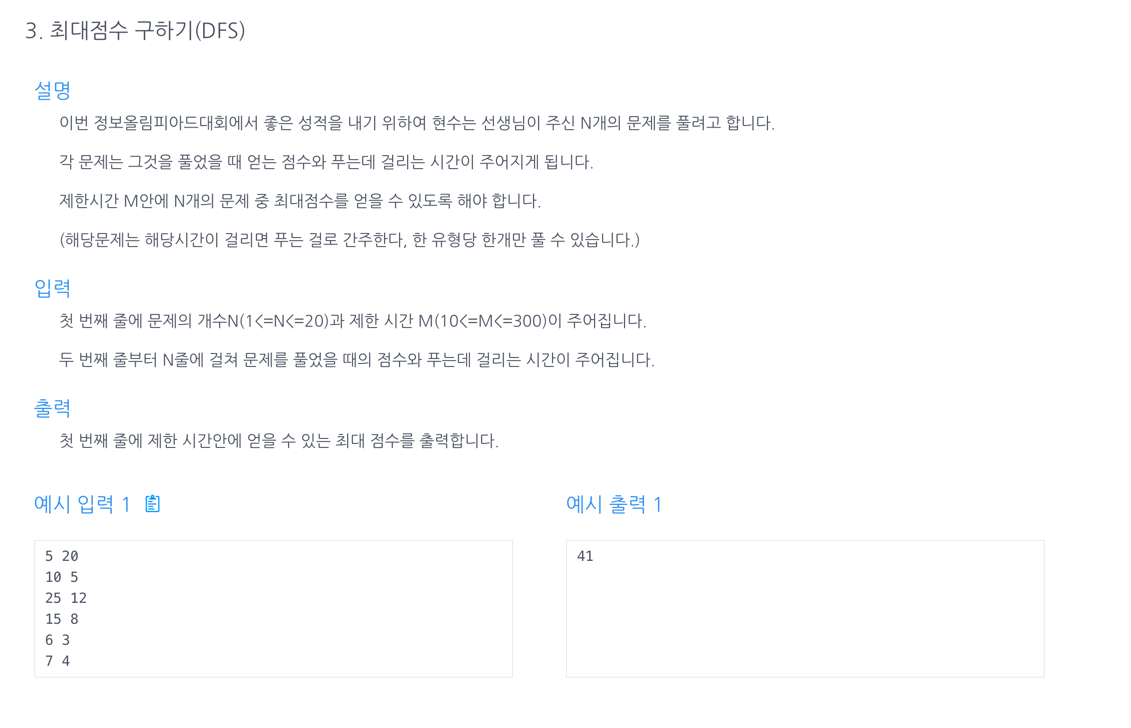 3. 최대점수 구하기(DFS)
설명
이번 정보올림피아드대회에서 좋은 성적을 내기 위하여 현수는 선생님이 주신 N개의 문제를 풀려고 합니다.
각 문제는 그것을 풀었을 때 얻는 점수와 푸는데 걸리는 시간이 주어지게 됩니다.
제한시간 M안에 N개의 문제 중 최대점수를 얻을 수 있도록 해야 합니다.
(해당문제는 해당시간이 걸리면 푸는 걸로 간주한다, 한 유형당 한개만 풀 수 있습니다.)
입력
첫 번째 줄에 문제의 개수N(1<=N<=20)과 제한 시간 M(10<=M<=300)이 주어집니다.
두 번째 줄부터 N줄에 걸쳐 문제를 풀었을 때의 점수와 푸는데 걸리는 시간이 주어집니다.
출력
첫 번째 줄에 제한 시간안에 얻을 수 있는 최대 점수를 출력합니다.
예시 입력 1
5 20
10 5
25 12
15 8
6 3
7 4
예시 출력 1
41